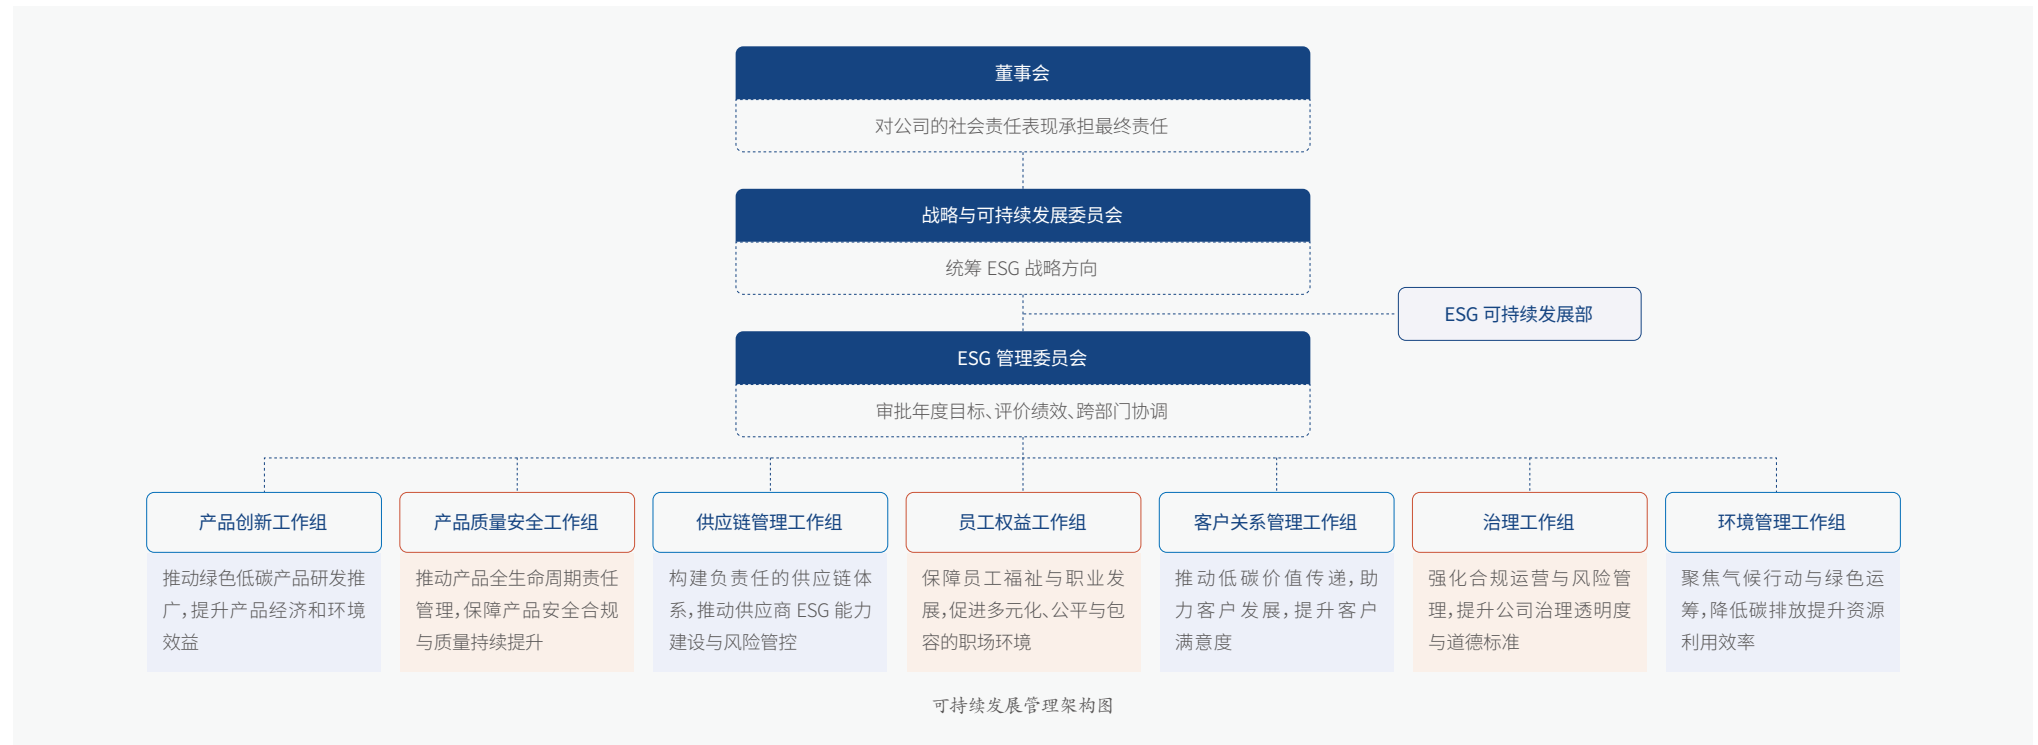 董事会
对公司的社会责任表现承担最终责任
战略与可持续发展委员会
统筹 ESG 战略方向
ESG 可持续发展部
ESG 管理委员会
审批年度目标、评价绩效、跨部门协调
产品创新工作组
推动绿色低碳产品研发推
广，提升产品经济和环境
效益
产品质量安全工作组
推动产品全生命周期责任
管理，保障产品安全合规
与质量持续提升
供应链管理工作组
构建负责任的供应链体
系，推动供应商 ESG 能力
建设与风险管控
员工权益工作组
保障员工福祉与职业发
展，促进多元化、公平与包
容的职场环境
客户关系管理工作组
推动低碳价值传递，助
力客户发展，提升客户
满意度
治理工作组
强化合规运营与风险管
理，提升公司治理透明度
与道德标准
环境管理工作组
聚焦气候行动与绿色运
筹，降低碳排放提升资源
利用效率
可持续发展管理架构图